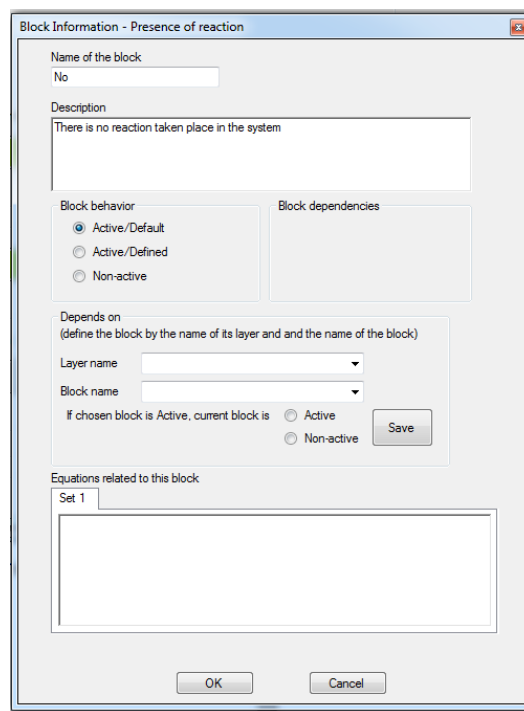 Block Information - Presence of reaction
Name of the block
No
Description
There is no reaction taken place in the system
Block behavior
Active/Default
Active/Defined
Non-active
Block dependencies
Depends on
(define the block by the name of its layer and and the name of the block)
Layer name
Block name
If chosen block is Active, current block is
Active
Non-active
Save
Equations related to this block
Set 1
OK
Cancel